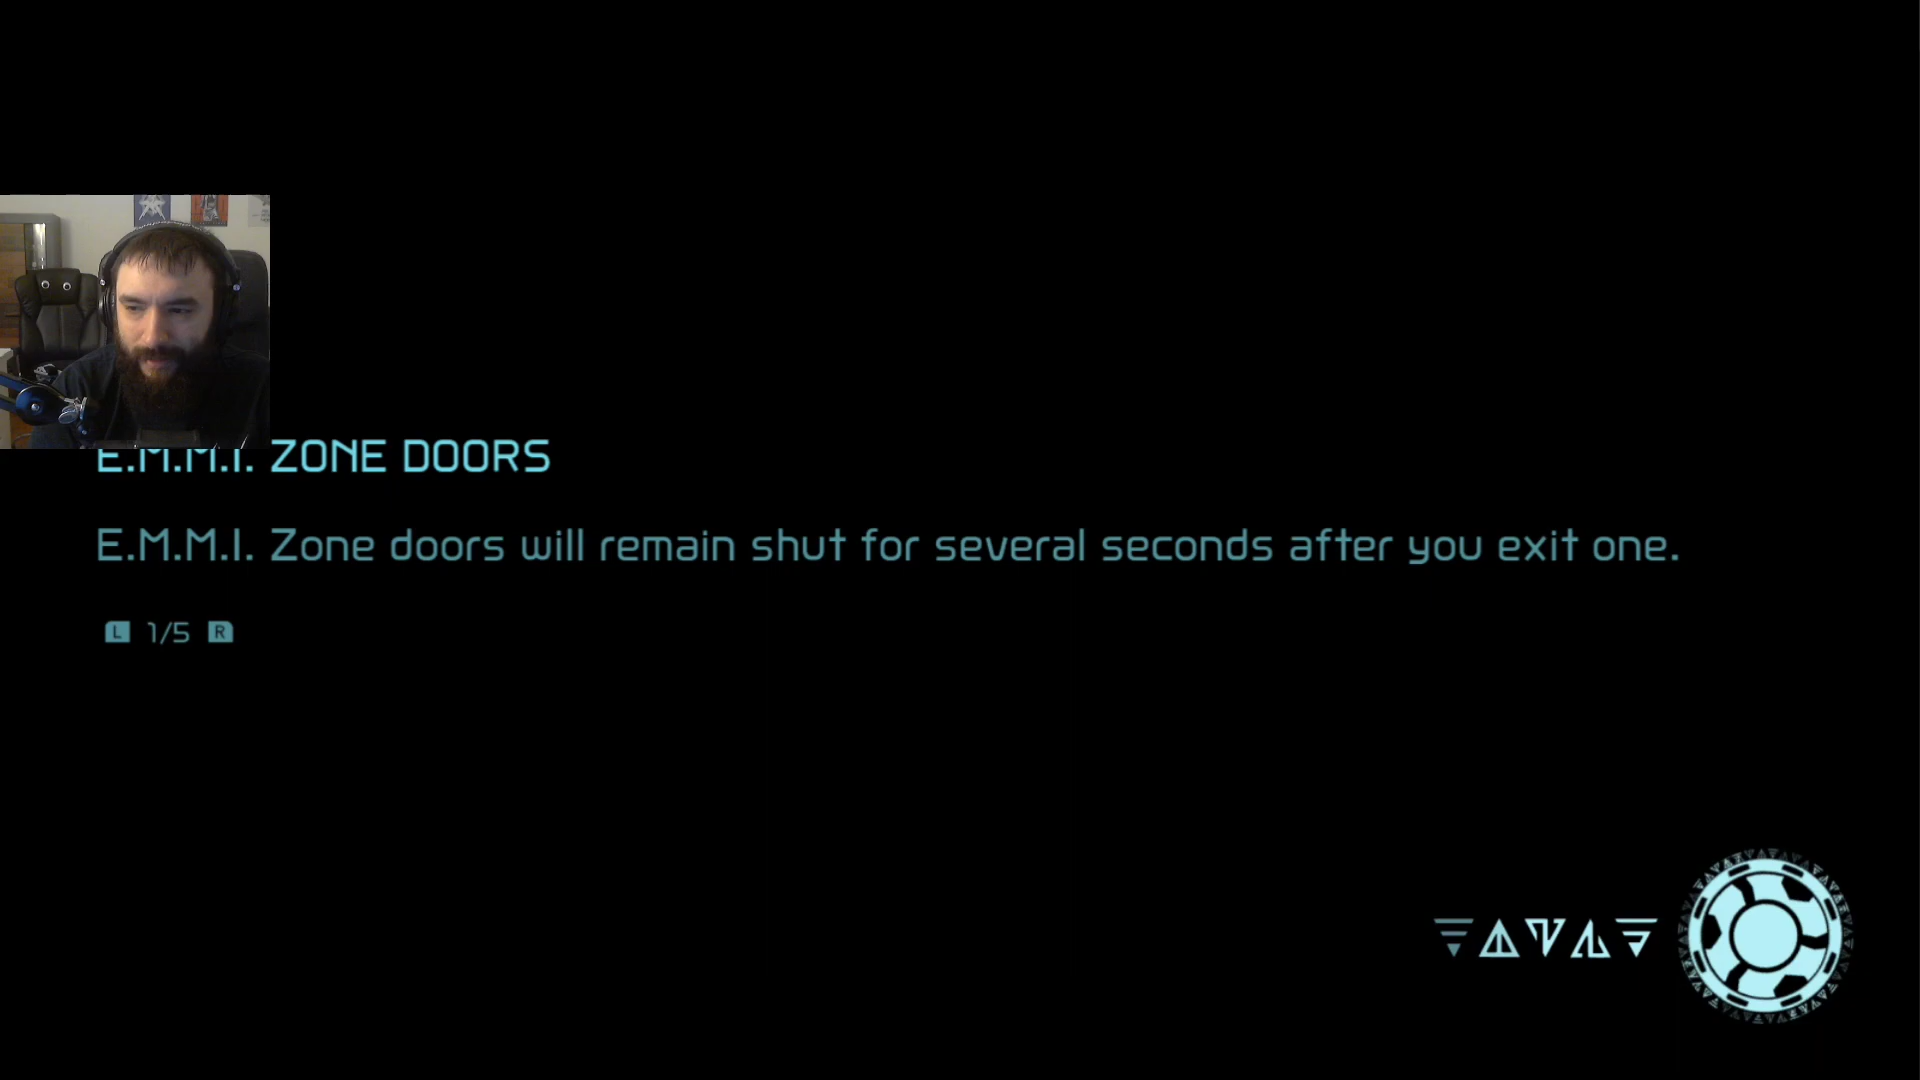 E.M.M.I. ZONE DOORS
E.M.M.I. Zone doors will remain shut for several seconds after you exit one.
L 1/5 R